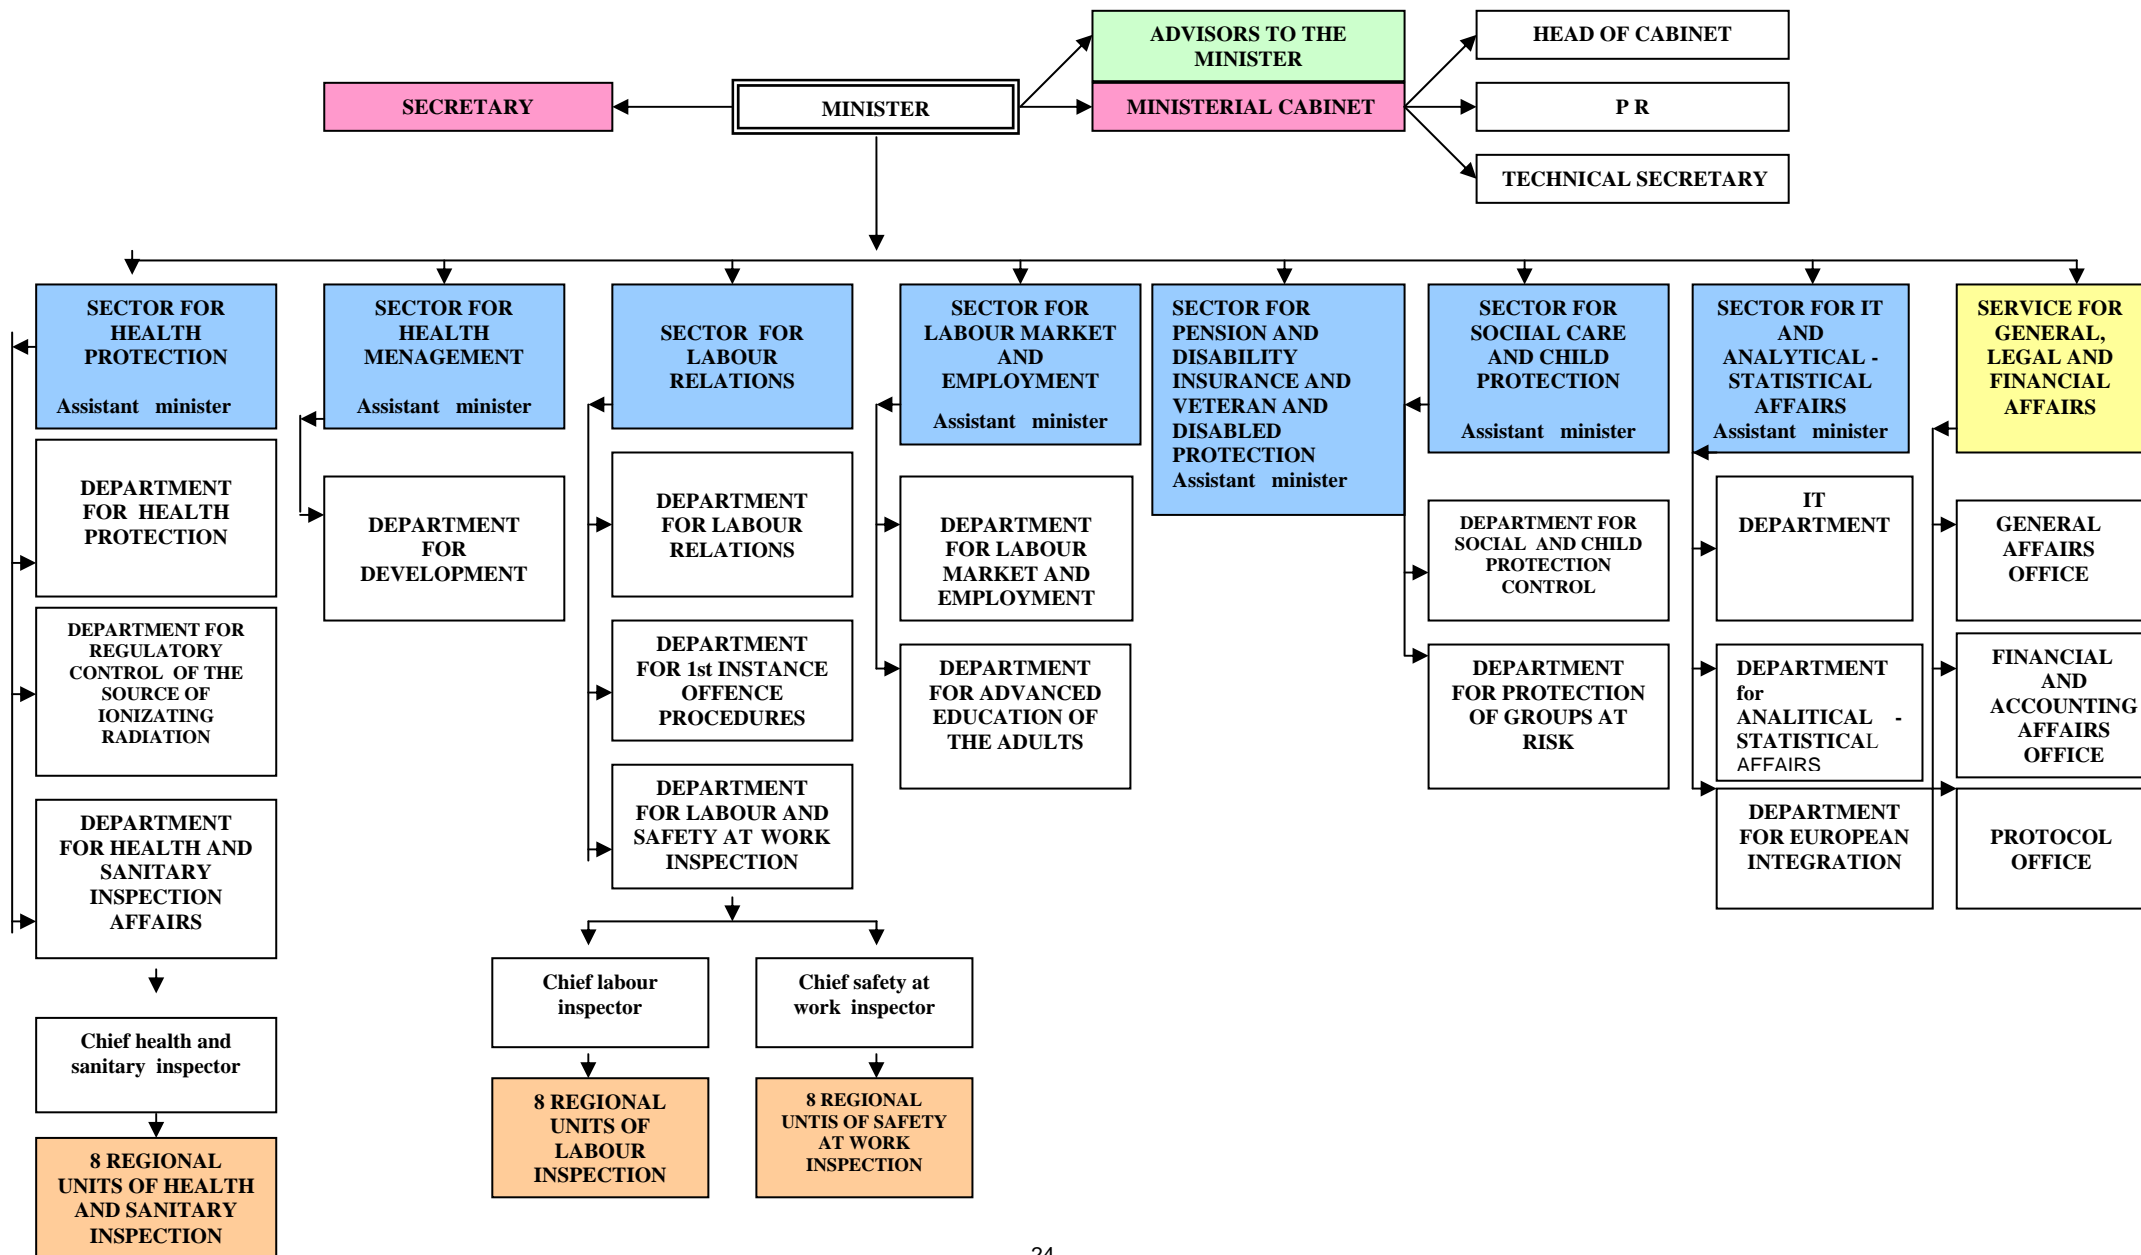 ADVISORS TO THE
MINISTER
HEAD OF CABINET
SECRETARY
MINISTER
MINISTERIAL CABINET
P R
TECHNICAL SECRETARY
SECTOR FOR
HEALTH
PROTECTION
Assistant minister
SECTOR FOR
HEALTH
MENAGEMENT
Assistant minister
SECTOR FOR
LABOUR
RELATIONS
SECTOR FOR
LABOUR MARKET
AND
EMPLOYMENT
Assistant minister
SECTOR FOR
PENSION AND
DISABILITY
INSURANCE AND
VETERAN AND
DISABLED
PROTECTION
Assistant minister
SECTOR FOR
SOCIIAL CARE
AND CHILD
PROTECTION
Assistant minister
SECTOR FOR IT
AND
ANALYTICAL -
STATISTICAL
AFFAIRS
Assistant minister
SERVICE FOR
GENERAL,
LEGAL AND
FINANCIAL
AFFAIRS
DEPARTMENT
FOR HEALTH
PROTECTION
DEPARTMENT FOR
REGULATORY
CONTROL OF THE
SOURCE OF
IONIZATING
RADIATION
DEPARTMENT
FOR HEALTH AND
SANITARY
INSPECTION
AFFAIRS
Chief health and
sanitary inspector
8 REGIONAL
UNITS OF HEALTH
AND SANITARY
INSPECTION
DEPARTMENT
FOR
DEVELOPMENT
DEPARTMENT
FOR LABOUR
RELATIONS
DEPARTMENT
FOR 1st INSTANCE
OFFENCE
PROCEDURES
DEPARTMENT
FOR LABOUR AND
SAFETY AT WORK
INSPECTION
Chief labour
inspector
8 REGIONAL
UNITS OF
LABOUR
INSPECTION
Chief safety at
work inspector
8 REGIONAL
UNTIS OF SAFETY
AT WORK
INSPECTION
DEPARTMENT
FOR LABOUR
MARKET AND
EMPLOYMENT
DEPARTMENT
FOR ADVANCED
EDUCATION OF
THE ADULTS
DEPARTMENT FOR
SOCIAL AND CHILD
PROTECTION
CONTROL
DEPARTMENT
FOR PROTECTION
OF GROUPS AT
RISK
IT
DEPARTMENT
DEPARTMENT
for
ANALITICAL -
STATISTICAL
AFFAIRS
DEPARTMENT
FOR EUROPEAN
INTEGRATION
GENERAL
AFFAIRS
OFFICE
FINANCIAL
AND
ACCOUNTING
AFFAIRS
OFFICE
PROTOCOL
OFFICE
24